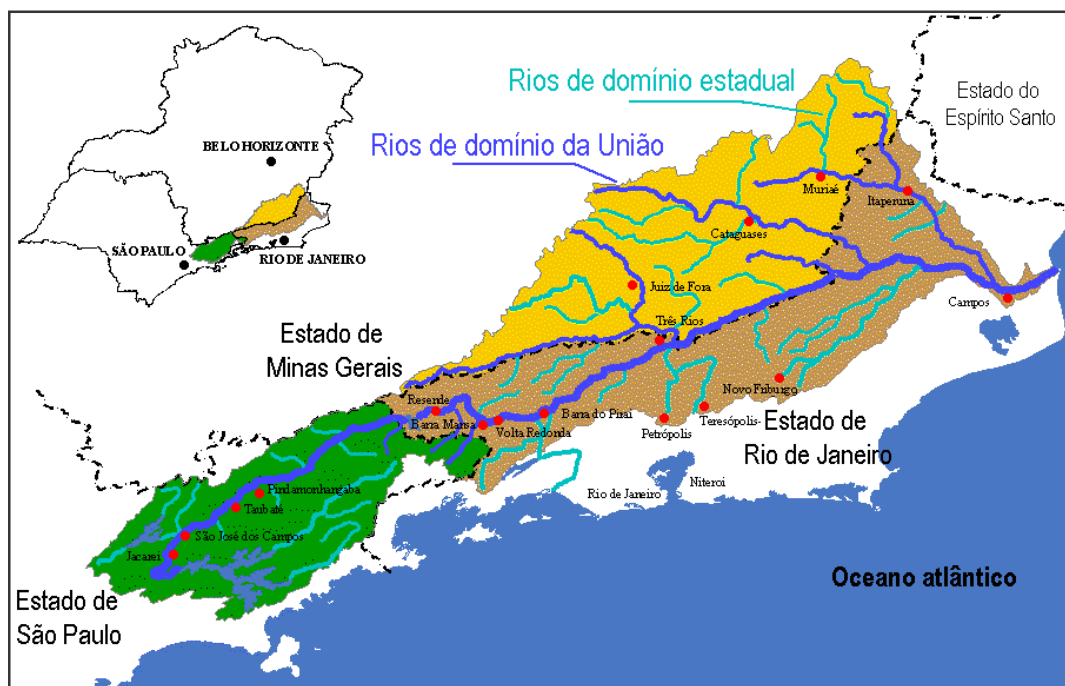 Rios de domínio estadual
Estado do
Espírito Santo
Rios de domínio da União
BELO HORIZONTE
SÃO PAULO
RIO DE JANEIRO
Muriaé
Itaperuna
Cataguases
Juiz de Fora
Campos
Três Rios
Estado de
Minas Gerais
Novo Friburgo
Resende
Barra Mansa
Barra do Piraí
Volta Redonda
Teresópolis
Petrópolis
Estado de
Rio de Janeiro
Pindamonhangaba
Rio de Janeiro
Niteroi
Taubaté
São José dos Campos
Jacareí
Oceano atlântico
Estado de
São Paulo